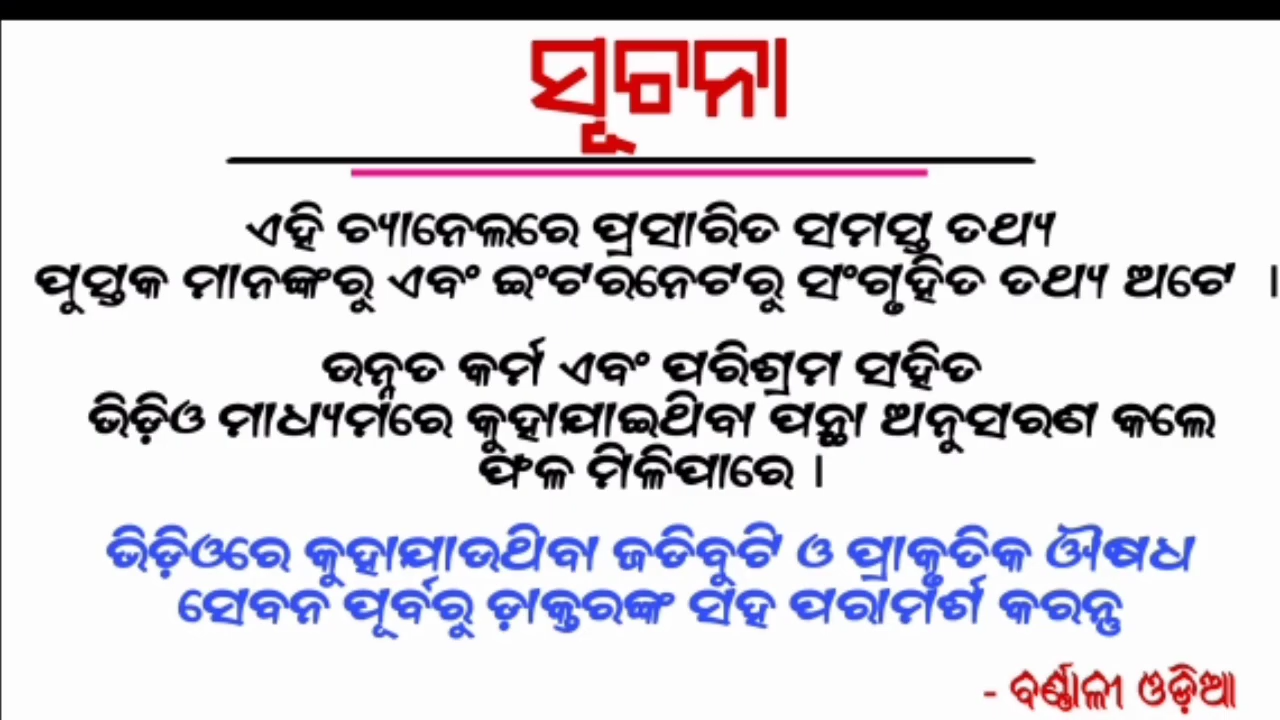 ସୂଚନା
ଏହି ଚ୍ୟାନେଲରେ ପ୍ରସାରିତ ସମସ୍ତ ତଥ୍ୟ
ପୁସ୍ତକ ମାନଙ୍କରୁ ଏବଂ ଇଂଟରନେଟରୁ ସଂଗୃହିତ ତଥ୍ୟ ଅଟେ ।
ଉନ୍ନତ କର୍ମ ଏବଂ ପରିଶ୍ରମ ସହିତ
ଭିଡ଼ିଓ ମାଧ୍ୟମରେ କୁହାଯାଇଥିବା ପନ୍ଥା ଅନୁସରଣ କଲେ
ଫଳ ମିଳିପାରେ ।
ଭିଡ଼ିଓରେ କୁହାଯାଉଥିବା ଜଡିବୁଟି ଓ ପ୍ରାକୃତିକ ଔଷଧ
ସେବନ ପୂର୍ବରୁ ଡ଼ାକ୍ତରଙ୍କ ସହ ପରାମର୍ଶ କରନ୍ତୁ
- ବର୍ଣ୍ଣାଳୀ ଓଡ଼ିଆ